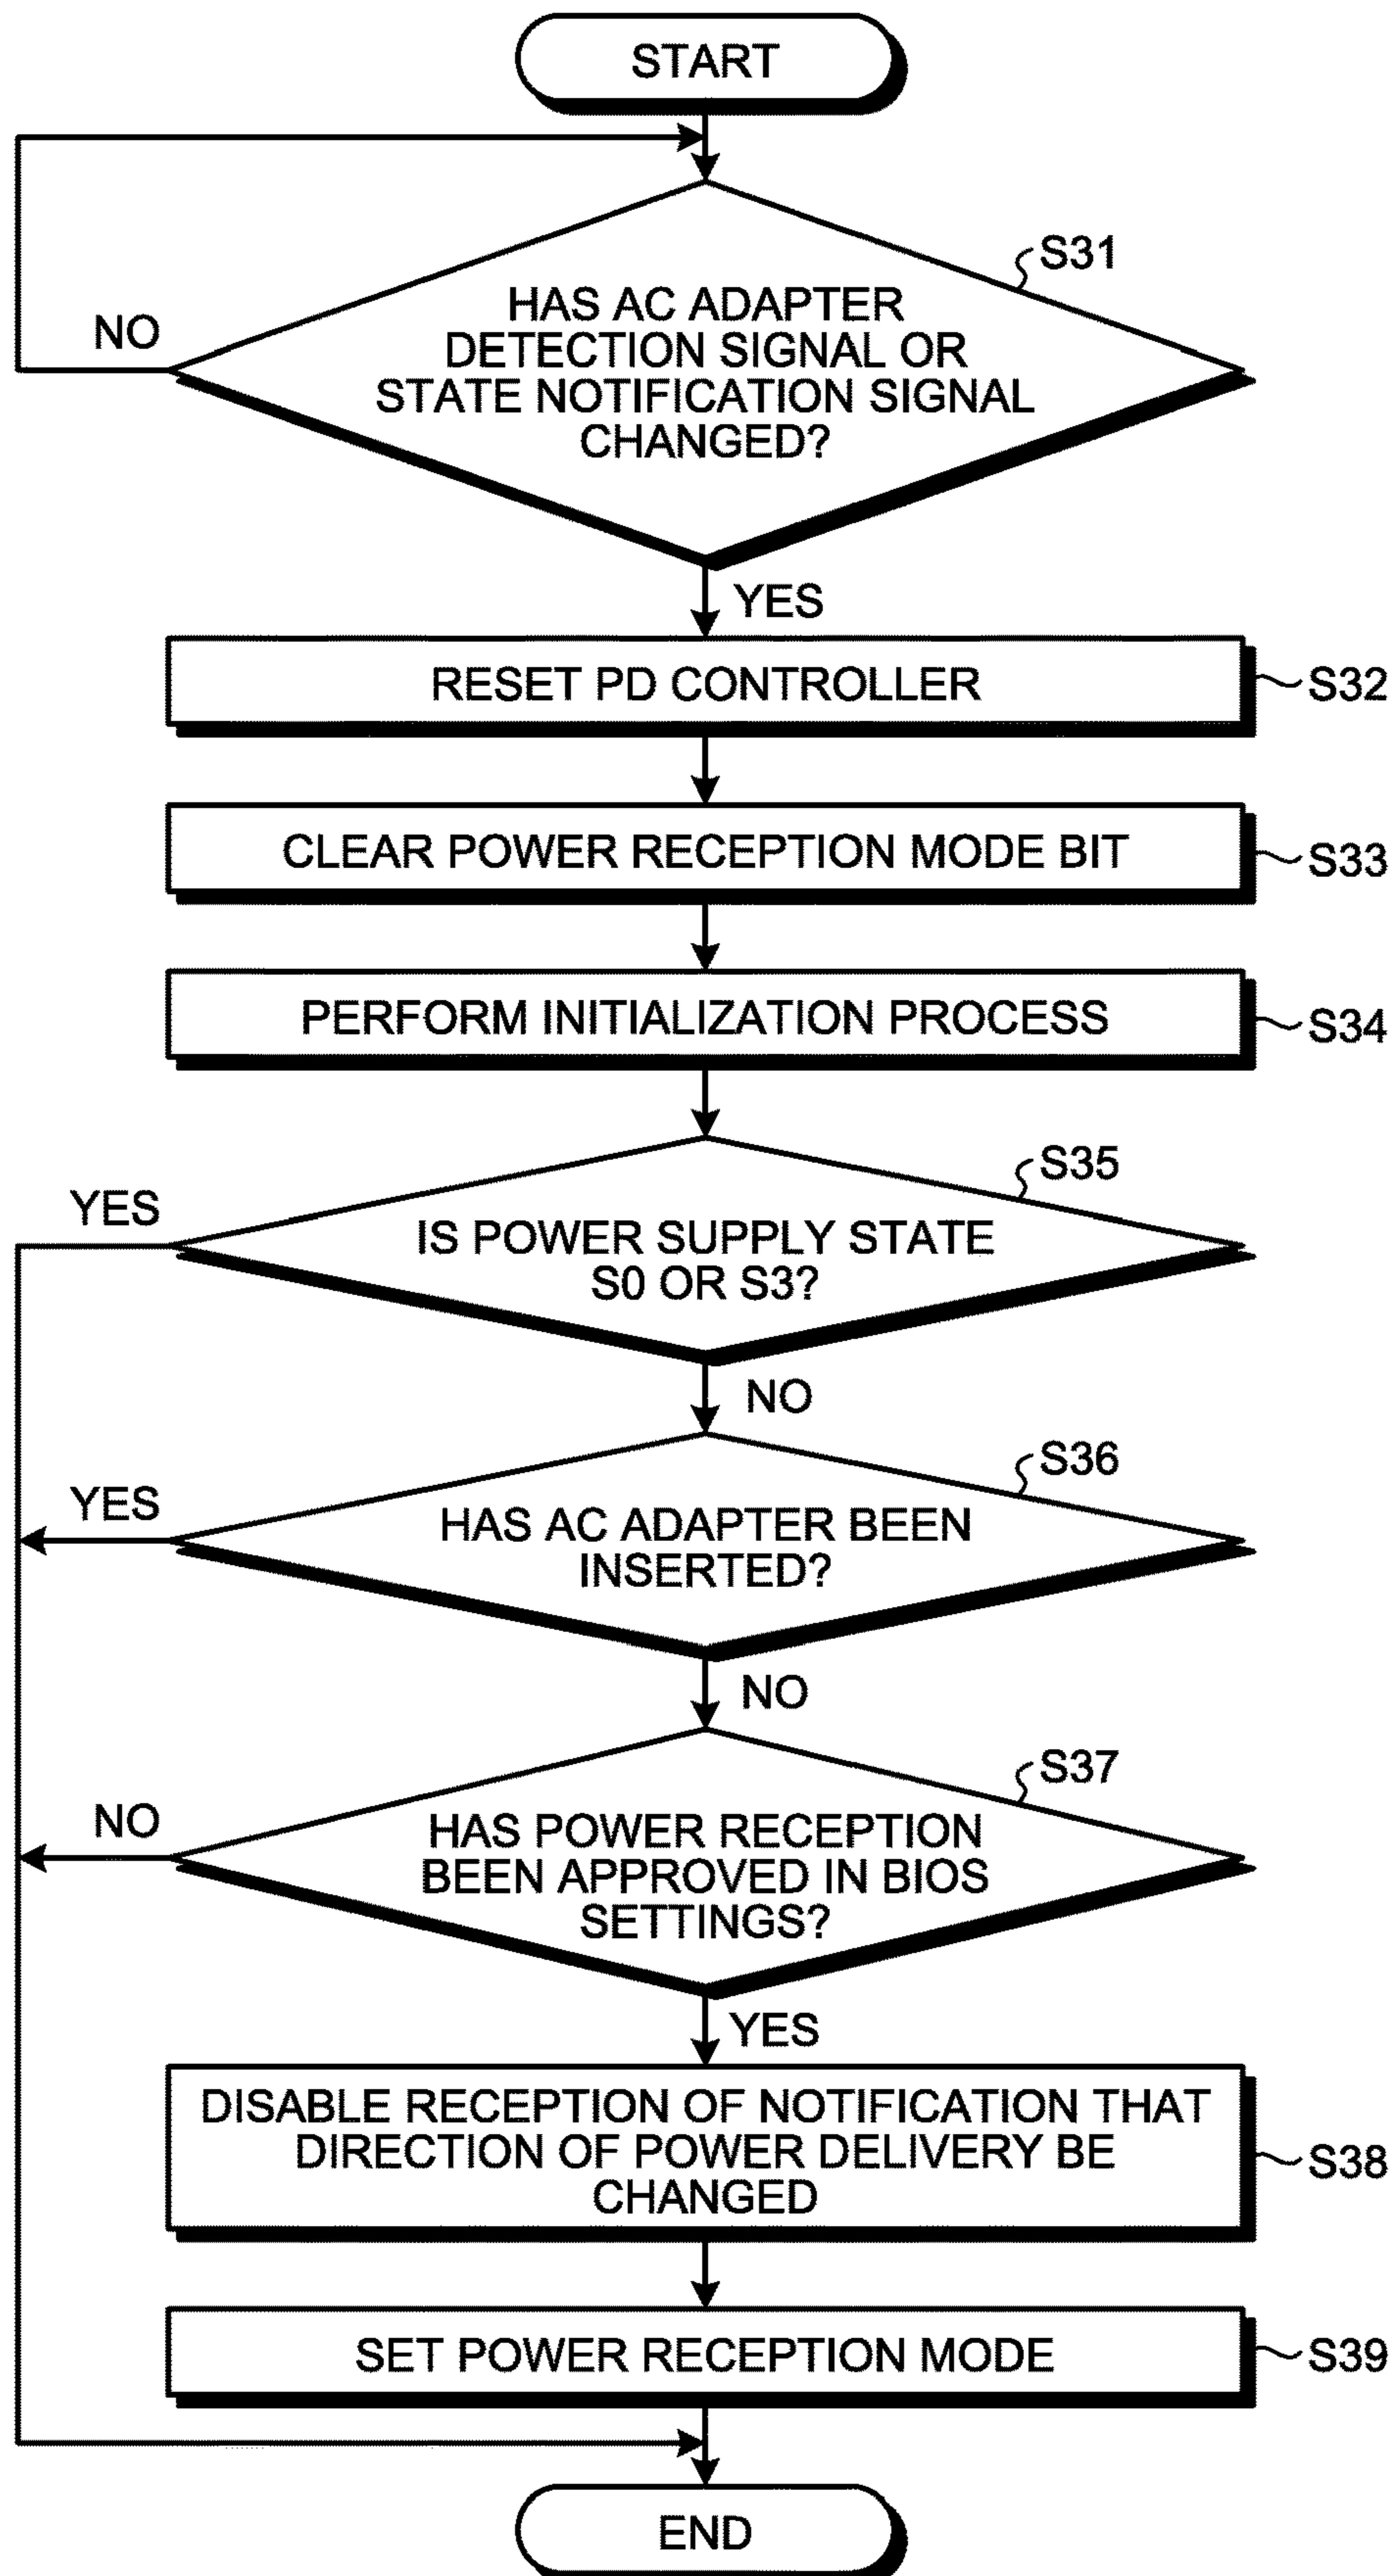 START
S31
HAS AC ADAPTER
DETECTION SIGNAL OR
STATE NOTIFICATION SIGNAL
CHANGED?
NO
YES
RESET PD CONTROLLER
S32
CLEAR POWER RECEPTION MODE BIT
S33
PERFORM INITIALIZATION PROCESS
S34
S35
YES
IS POWER SUPPLY STATE
S0 OR S3?
NO
S36
YES
HAS AC ADAPTER BEEN
INSERTED?
NO
S37
NO
HAS POWER RECEPTION
BEEN APPROVED IN BIOS
SETTINGS?
YES
DISABLE RECEPTION OF NOTIFICATION THAT
DIRECTION OF POWER DELIVERY BE
CHANGED
S38
SET POWER RECEPTION MODE
S39
END